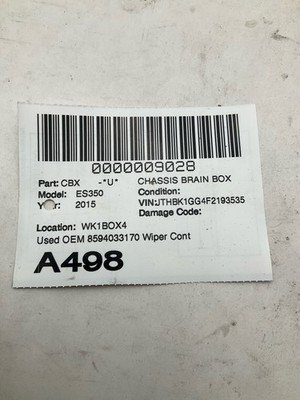 0000009028
Part: CBX -*U* CHASSIS BRAIN BOX
Model: ES350 Condition:
Year: 2015 VIN:JTHBK1GG4F2193535
Damage Code:
Location: WK1BOX4
Used OEM 8594033170 Wiper Cont
A498